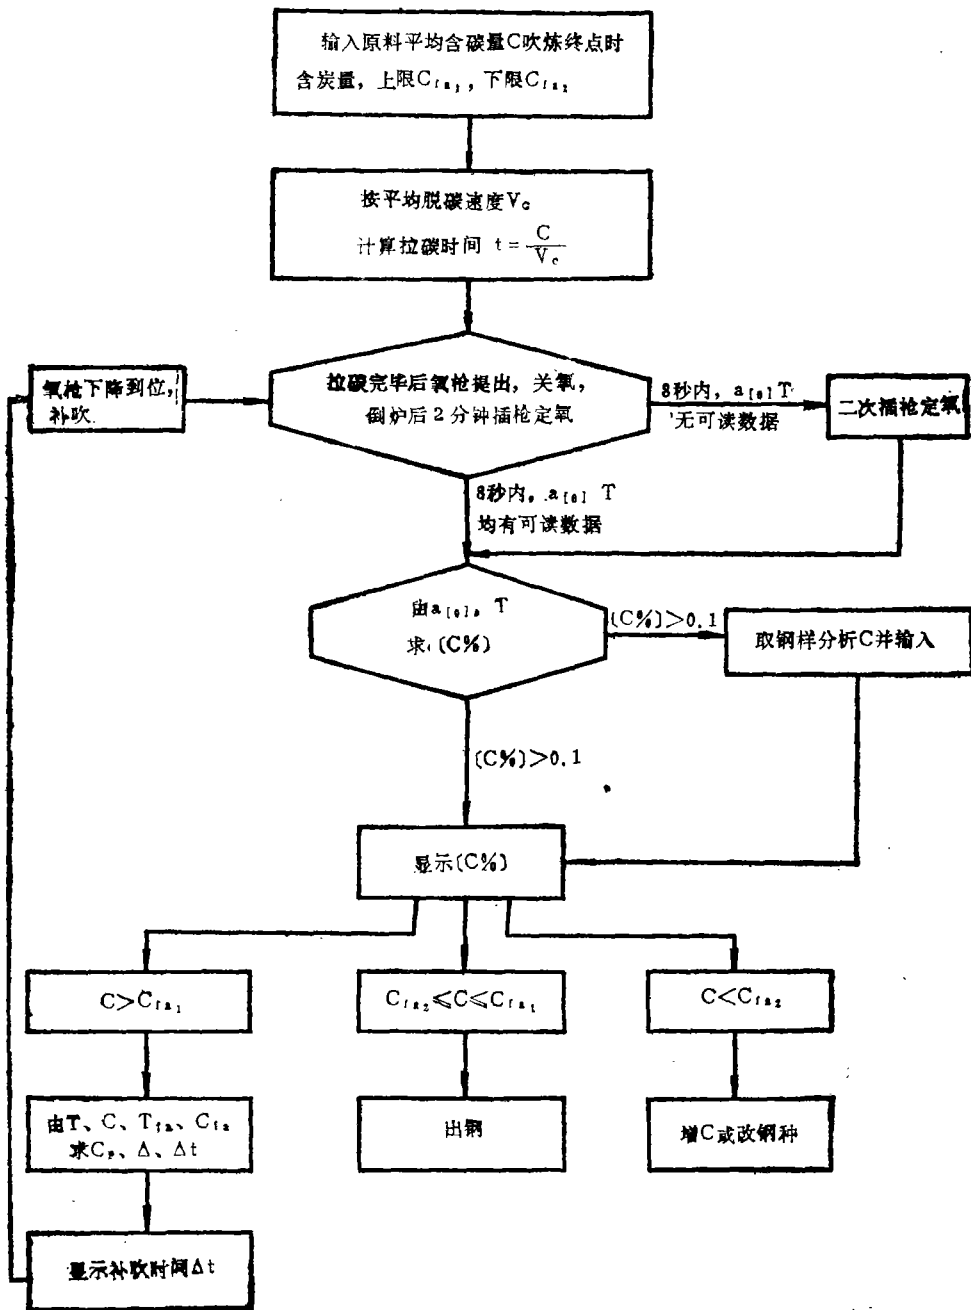 输入原料平均含碳量C吹炼终点时
含炭量，上限C_{fa_1}，下限C_{fa_2}
按平均脱碳速度V_C
计算拉碳时间 t = \frac{C}{V_C}
氧枪下降到位，
补吹
拉碳完毕后氧枪提出，关氧，
倒炉后2分钟插枪定氧
8秒内，a_{[o]} T
无可读数据
二次插枪定氧
8秒内，a_{[o]} T
均有可读数据
由a_{[o]}，T
求(C%)
(C%)>0.1
取钢样分析C并输入
(C%)>0.1
显示(C%)
C>C_{fa_1}
C_{fa_2}≤C≤C_{fa_1}
C<C_{fa_2}
由T、C、T_{fa}、C_{fa}
求C_P、Δ、Δt
出钢
增C或改钢种
显示补吹时间Δt